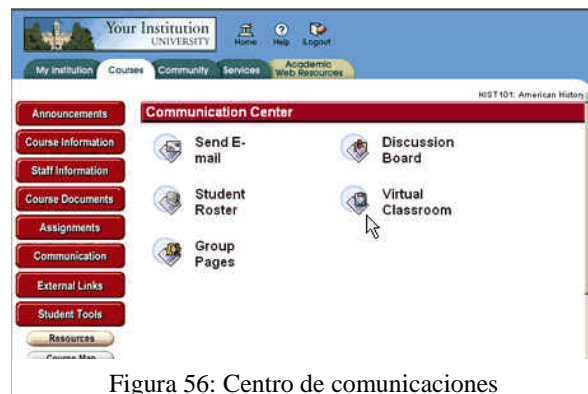 Your Institution
UNIVERSITY
Home Help Logout
My Institution Courses Community Services Academic
Web Resources
HIST101: American History
Announcements
Course Information
Staff Information
Course Documents
Assignments
Communication
External Links
Student Tools
Resources
Course Map
Communication Center
Send E-
mail
Discussion
Board
Student
Roster
Virtual
Classroom
Group
Pages
Figura 56: Centro de comunicaciones